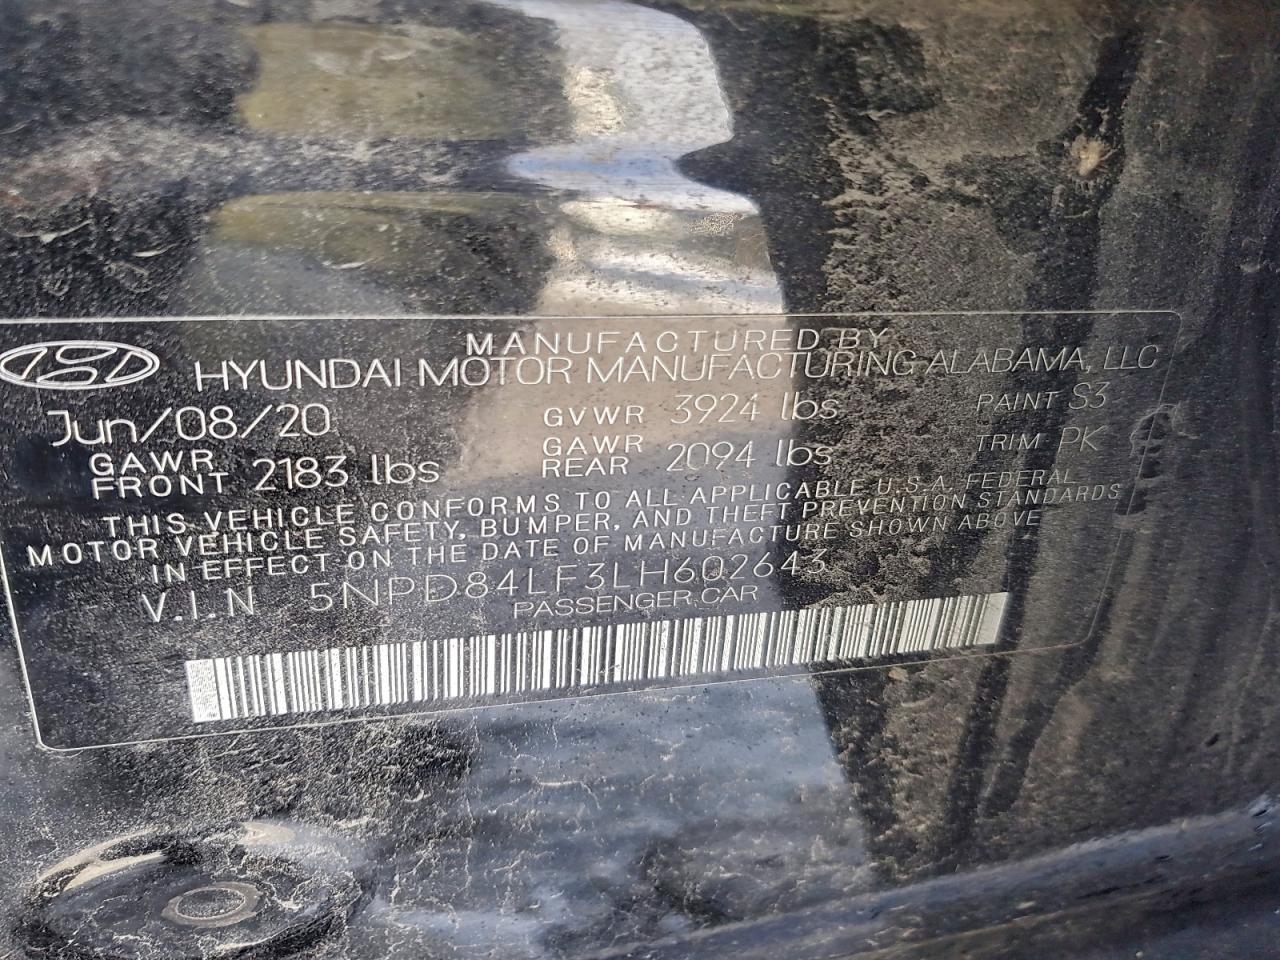 MANUFACTURED BY
HYUNDAI MOTOR MANUFACTURING ALABAMA, LLC
Jun/08/20 GVWR 3924 lbs PAINT S3
GAWR FRONT 2183 lbs GAWR REAR 2094 lbs TRIM PK
THIS VEHICLE CONFORMS TO ALL APPLICABLE U.S.A. FEDERAL
MOTOR VEHICLE SAFETY, BUMPER, AND THEFT PREVENTION STANDARDS
IN EFFECT ON THE DATE OF MANUFACTURE SHOWN ABOVE
V.I.N 5NPD84LF3LH602643
PASSENGER CAR